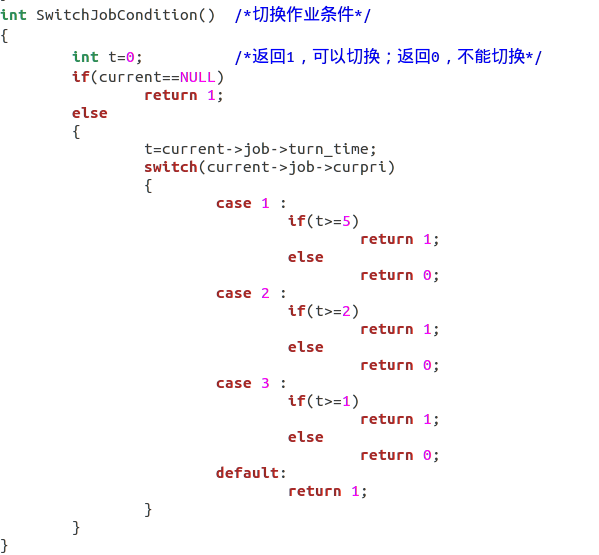 int SwitchJobCondition()  /*切换作业条件*/
{
        int t=0;          /*返回1，可以切换；返回0，不能切换*/
        if(current==NULL)
                return 1;
        else
        {
                t=current->job->turn_time;
                switch(current->job->curpri)
                {
                        case 1 :
                                if(t>=5)
                                        return 1;
                                else
                                        return 0;
                        case 2 :
                                if(t>=2)
                                        return 1;
                                else
                                        return 0;
                        case 3 :
                                if(t>=1)
                                        return 1;
                                else
                                        return 0;
                        default:
                                return 1;
                }
        }
}